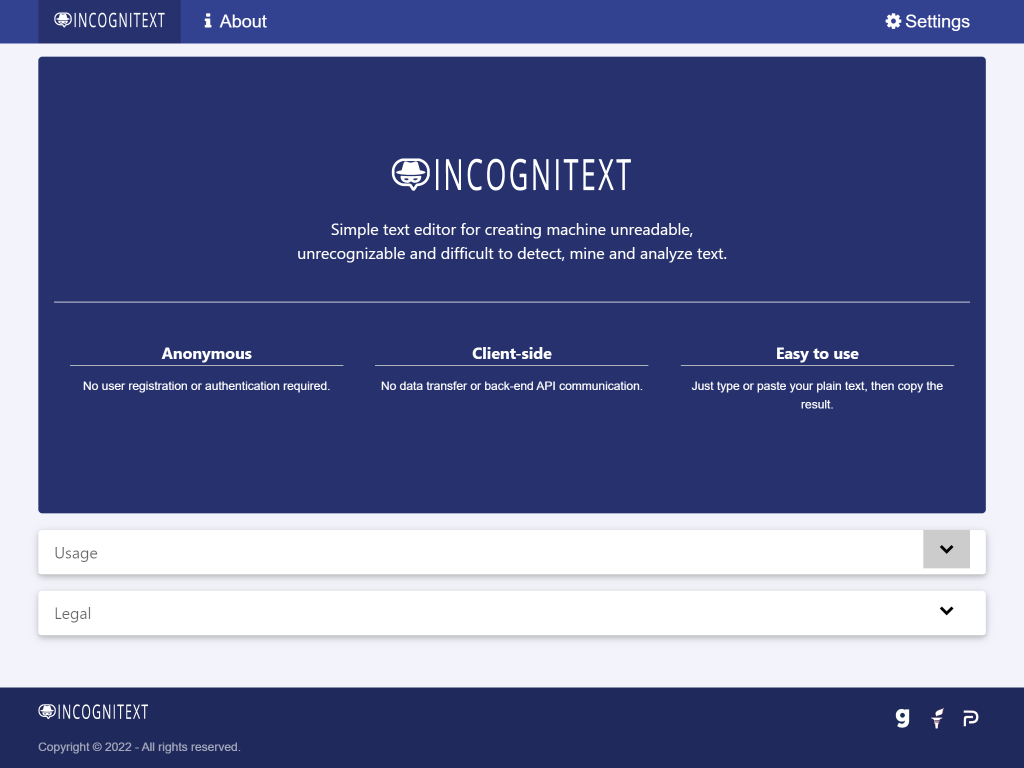 INCOGNITEXT
About
Settings
INCOGNITEXT
Simple text editor for creating machine unreadable,
unrecognizable and difficult to detect, mine and analyze text.
Anonymous
No user registration or authentication required.
Client-side
No data transfer or back-end API communication.
Easy to use
Just type or paste your plain text, then copy the
result.
Usage
Legal
INCOGNITEXT
Copyright © 2022 - All rights reserved.